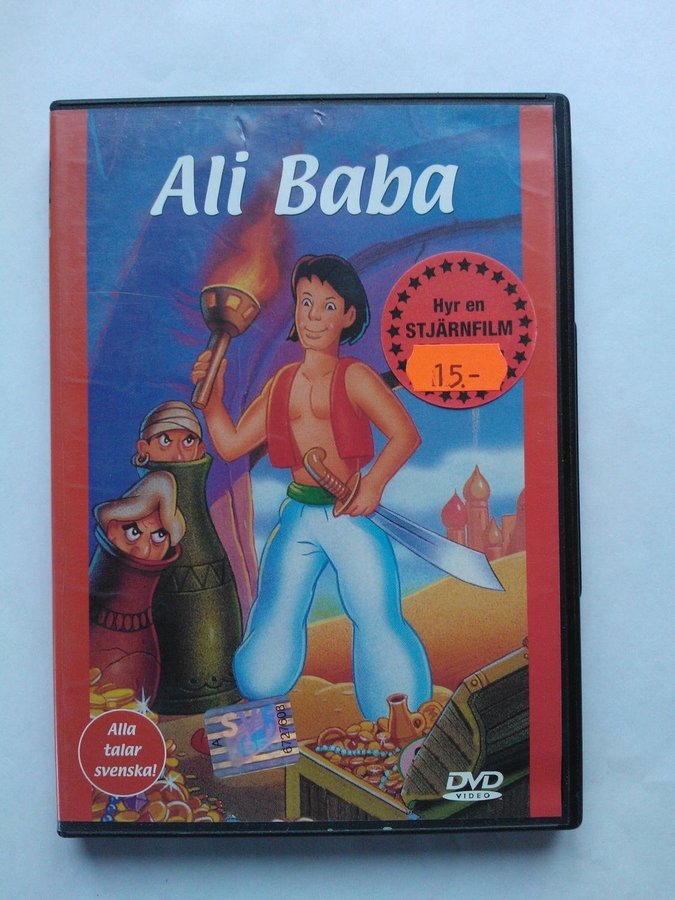 Ali Baba
Hyr en
STJÄRNFILM
15.-
Alla
talar
svenska!
DVD
VIDEO